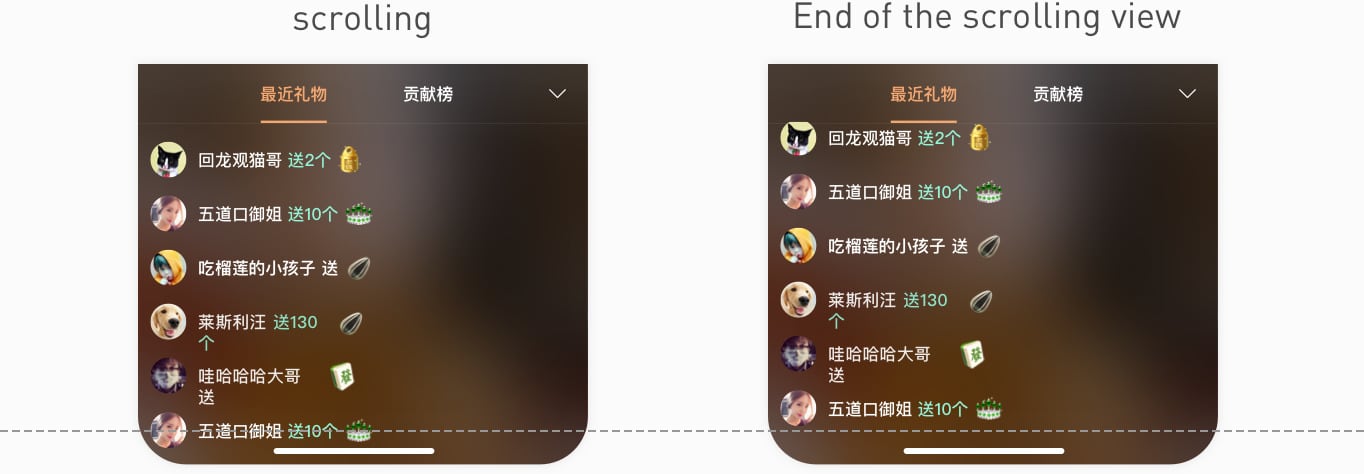 scrolling
End of the scrolling view
最近礼物 贡献榜
回龙观猫哥 送2个
五道口御姐 送10个
吃榴莲的小孩子 送
莱斯利汪 送130
个
哇哈哈哈大哥
送
五道口御姐 送10个
最近礼物 贡献榜
回龙观猫哥 送2个
五道口御姐 送10个
吃榴莲的小孩子 送
莱斯利汪 送130
个
哇哈哈哈大哥
送
五道口御姐 送10个